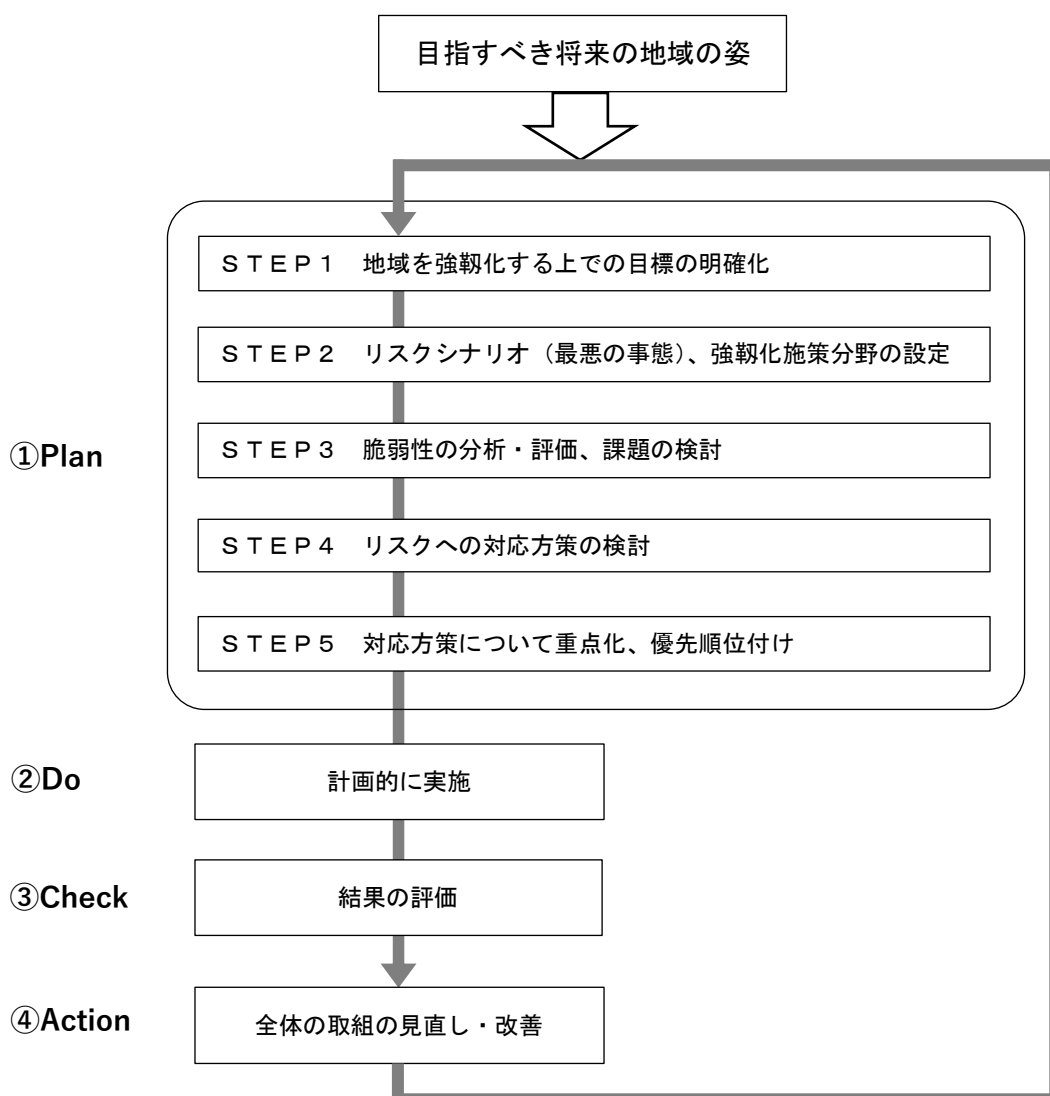 目指すべき将来の地域の姿
ＳＴＥＰ１　地域を強靱化する上での目標の明確化
ＳＴＥＰ２　リスクシナリオ（最悪の事態）、強靱化施策分野の設定
①Plan
ＳＴＥＰ３　脆弱性の分析・評価、課題の検討
ＳＴＥＰ４　リスクへの対応方策の検討
ＳＴＥＰ５　対応方策について重点化、優先順位付け
②Do
計画的に実施
③Check
結果の評価
④Action
全体の取組の見直し・改善